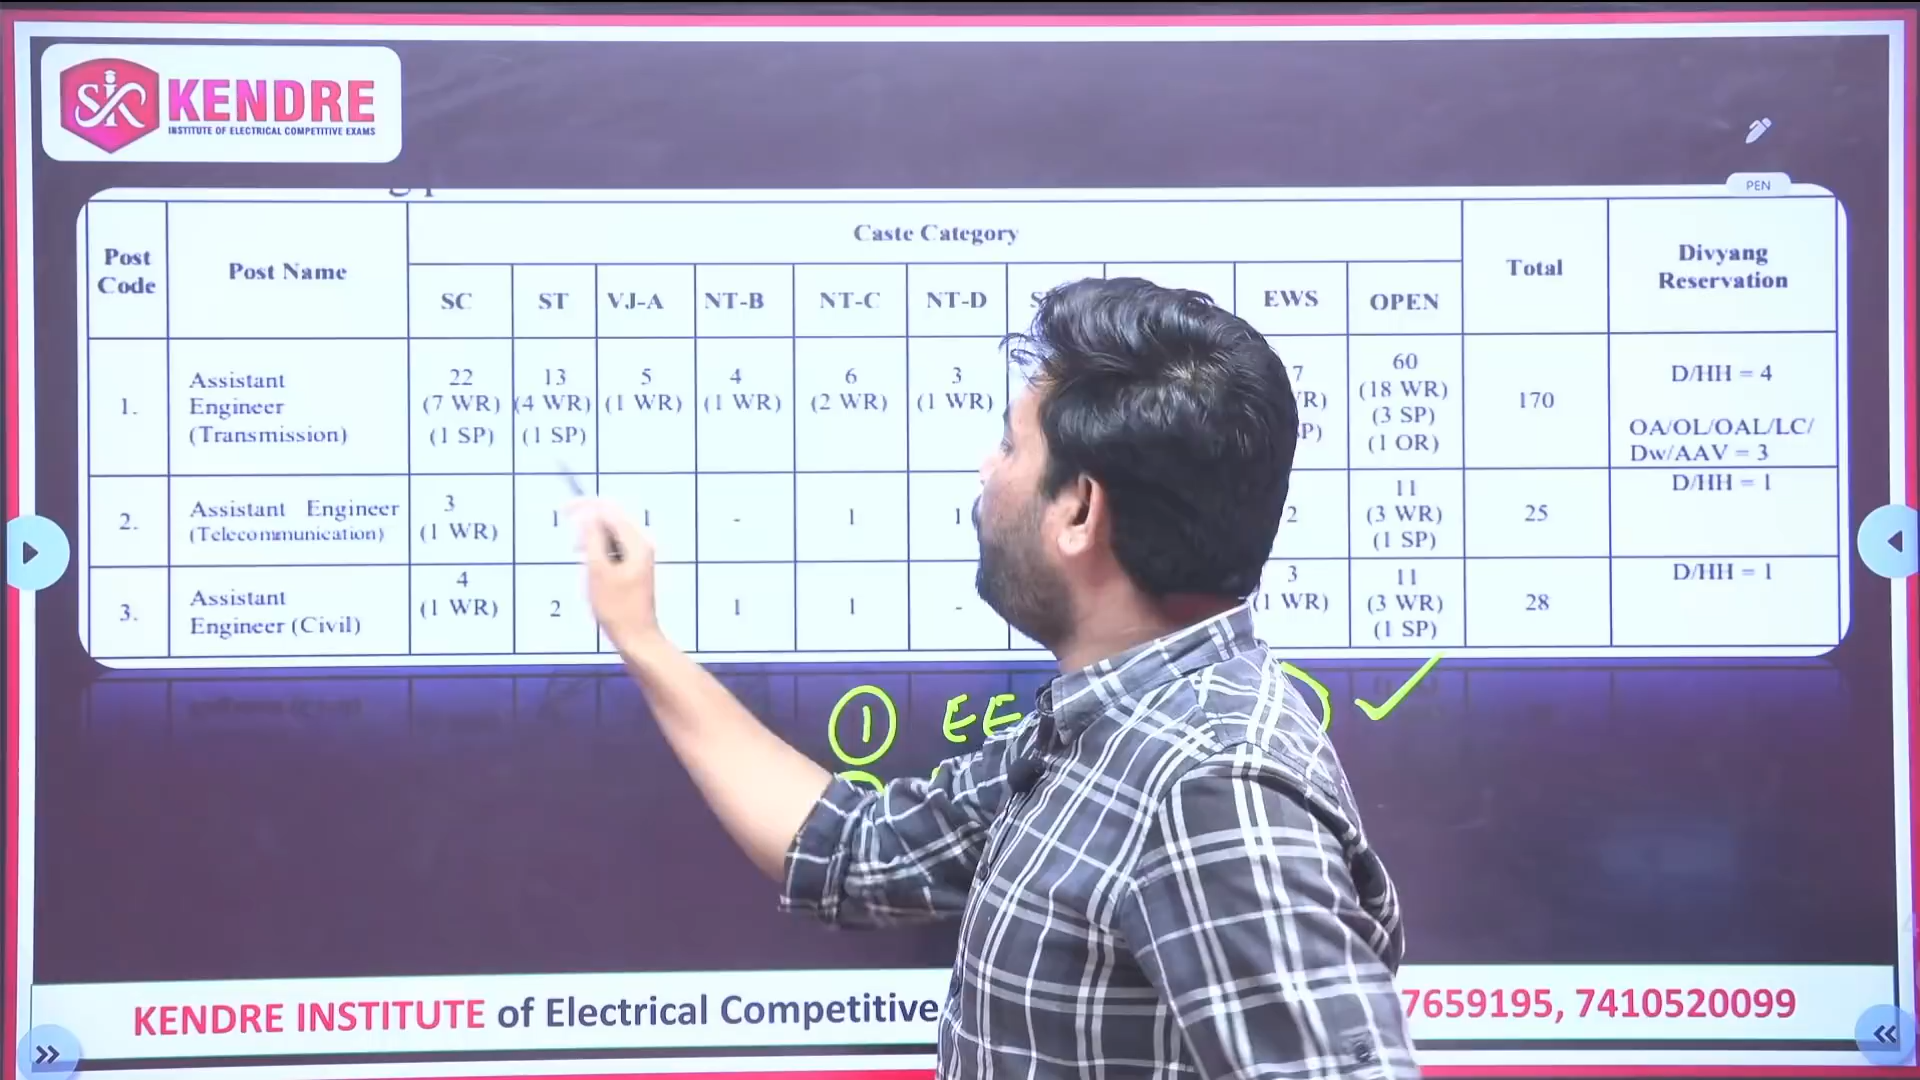 SK KENDRE
INSTITUTE OF ELECTRICAL COMPETITIVE EXAMS
PEN
Post Code Post Name Caste Category Total Divyang Reservation
SC ST VJ-A NT-B NT-C NT-D EWS OPEN
1. Assistant Engineer (Transmission) 22 (7 WR) (1 SP) 13 (4 WR) (1 SP) 5 (1 WR) 4 (1 WR) 6 (2 WR) 3 (1 WR) 60 (18 WR) (3 SP) (1 OR) 170 D/HH = 4 OA/OL/OAL/LC/ Dw/AAV = 3
2. Assistant Engineer (Telecommunication) 3 (1 WR) 1 1 - 1 1 2 11 (3 WR) (1 SP) 25 D/HH = 1
3. Assistant Engineer (Civil) 4 (1 WR) 2 1 1 - 3 (1 WR) 11 (3 WR) (1 SP) 28 D/HH = 1
1 EE
KENDRE INSTITUTE of Electrical Competitive 7659195, 7410520099